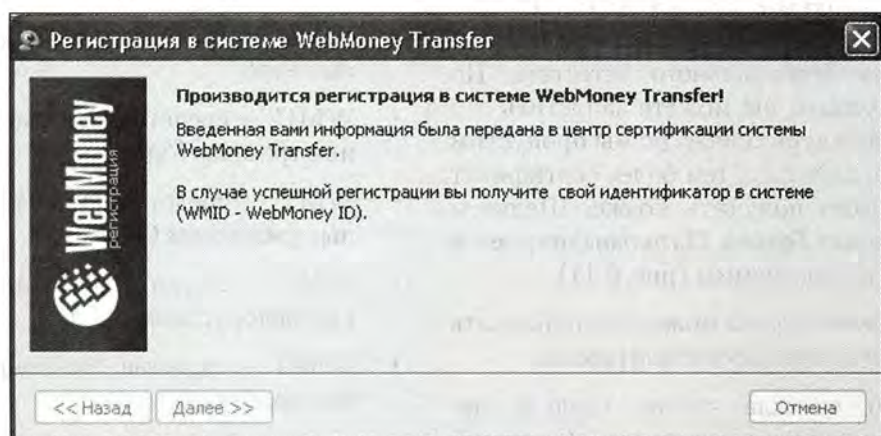 Регистрация в системе WebMoney Transfer
WebMoney
регистрация
Производится регистрация в системе WebMoney Transfer!
Введенная вами информация была передана в центр сертификации системы
WebMoney Transfer.
В случае успешной регистрации вы получите свой идентификатор в системе
(WMID - WebMoney ID).
<< Назад
Далее >>
Отмена